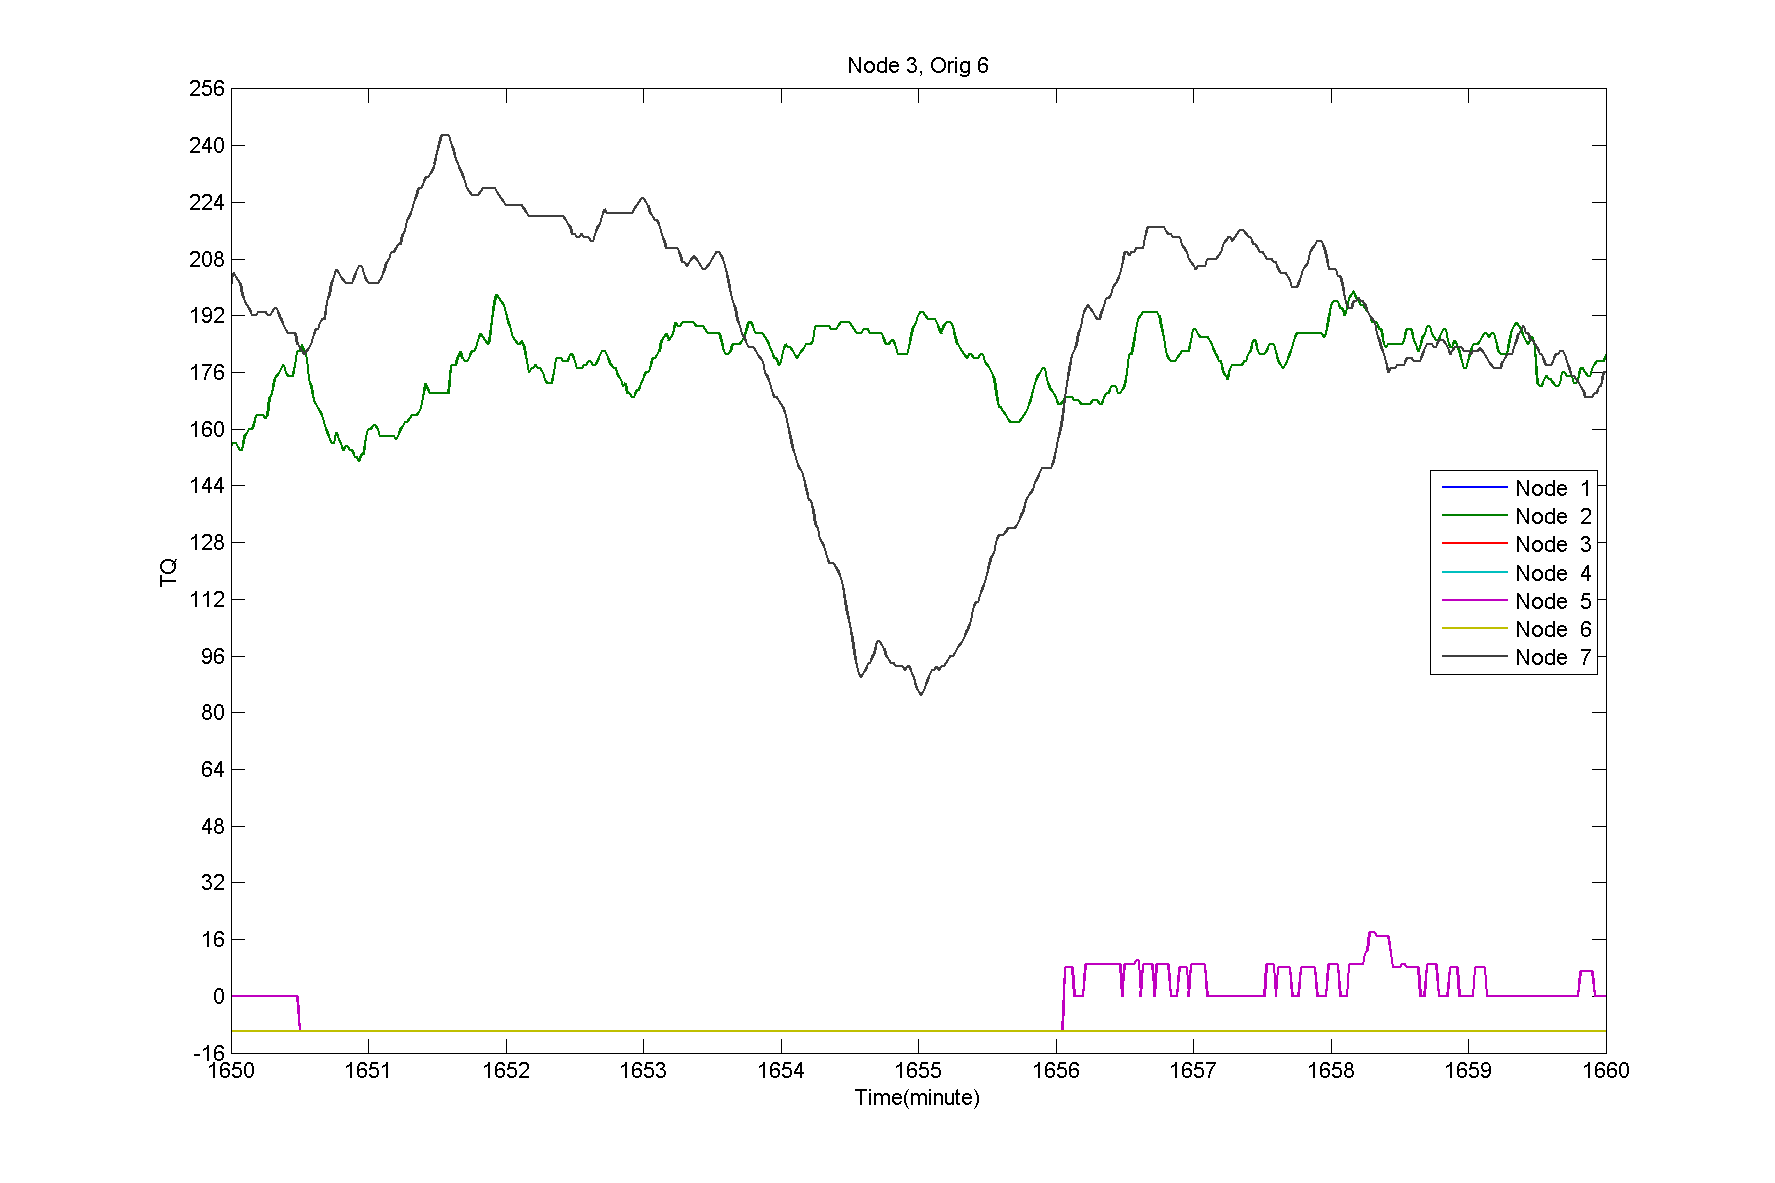 Node 3, Orig 6
256
240
224
208
192
176
160
144
128
112
96
80
64
48
32
16
0
-16
TQ
Node 1
Node 2
Node 3
Node 4
Node 5
Node 6
Node 7
1650 1651 1652 1653 1654 1655 1656 1657 1658 1659 1660
Time(minute)